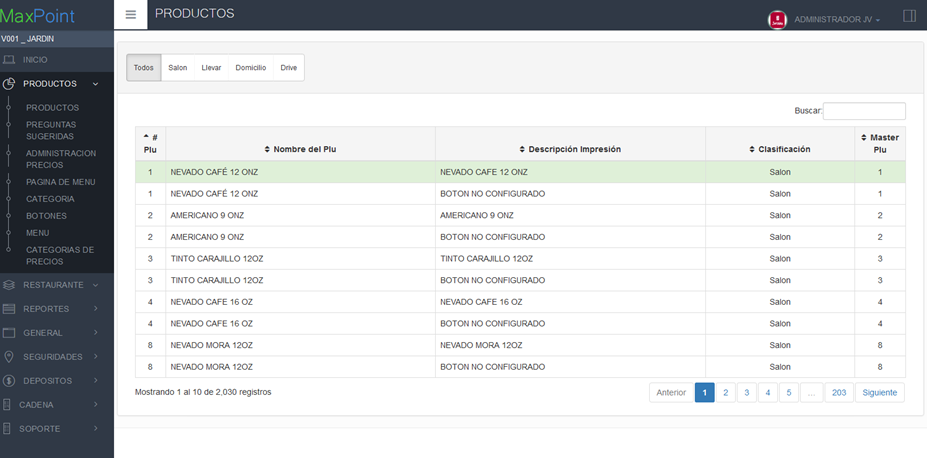 MaxPoint
PRODUCTOS
ADMINISTRADOR JV
V001 _ JARDIN
INICIO
PRODUCTOS
PRODUCTOS
PREGUNTAS
SUGERIDAS
ADMINISTRACION
PRECIOS
PAGINA DE MENU
CATEGORIA
BOTONES
MENU
CATEGORIAS DE
PRECIOS
RESTAURANTE
REPORTES
GENERAL
SEGURIDADES
DEPOSITOS
CADENA
SOPORTE
Todos Salon Llevar Domicilio Drive
Buscar:
# Plu Nombre del Plu Descripción Impresión Clasificación Master Plu
1 NEVADO CAFÉ 12 ONZ NEVADO CAFE 12 ONZ Salon 1
1 NEVADO CAFÉ 12 ONZ BOTON NO CONFIGURADO Salon 1
2 AMERICANO 9 ONZ AMERICANO 9 ONZ Salon 2
2 AMERICANO 9 ONZ BOTON NO CONFIGURADO Salon 2
3 TINTO CARAJILLO 12OZ TINTO CARAJILLO 12OZ Salon 3
3 TINTO CARAJILLO 12OZ BOTON NO CONFIGURADO Salon 3
4 NEVADO CAFE 16 OZ NEVADO CAFE 16 OZ Salon 4
4 NEVADO CAFE 16 OZ BOTON NO CONFIGURADO Salon 4
8 NEVADO MORA 12OZ NEVADO MORA 12OZ Salon 8
8 NEVADO MORA 12OZ BOTON NO CONFIGURADO Salon 8
Mostrando 1 al 10 de 2,030 registros
Anterior 1 2 3 4 5 ... 203 Siguiente